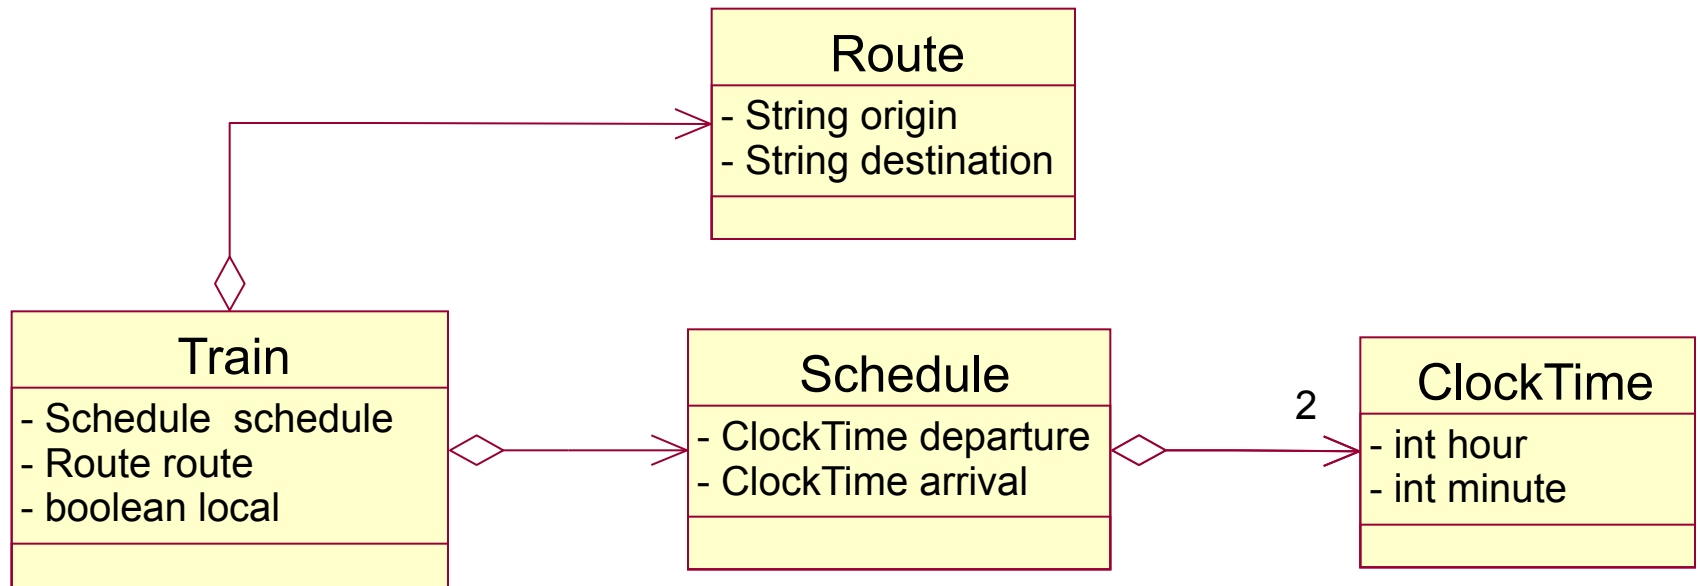 Route
- String origin
- String destination
Train
- Schedule  schedule
- Route route
- boolean local
Schedule
- ClockTime departure
- ClockTime arrival
2
ClockTime
- int hour
- int minute